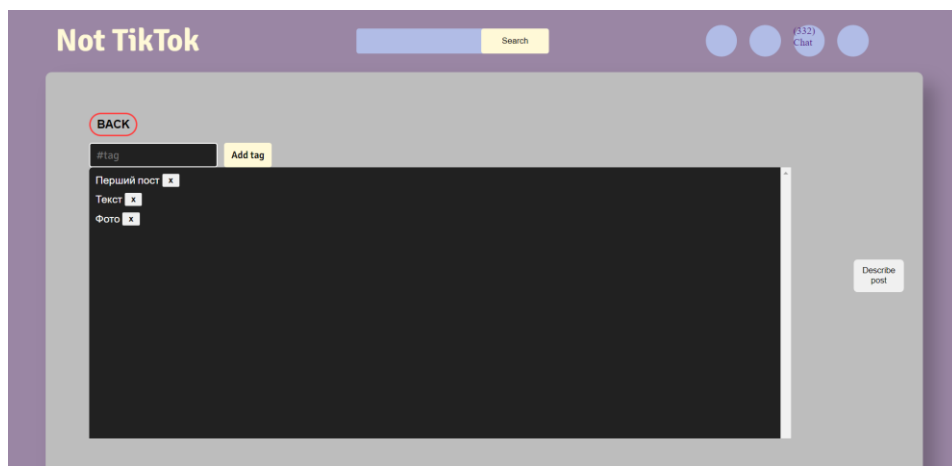 Not TikTok
Search
(332)
Chat
BACK
#tag
Add tag
Перший пост x
Текст x
Фото x
Describe
post